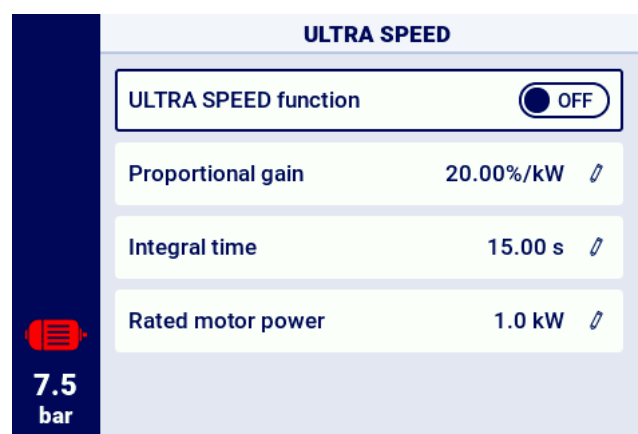 ULTRA SPEED
ULTRA SPEED function OFF
Proportional gain 20.00%/kW
Integral time 15.00 s
Rated motor power 1.0 kW
7.5
bar